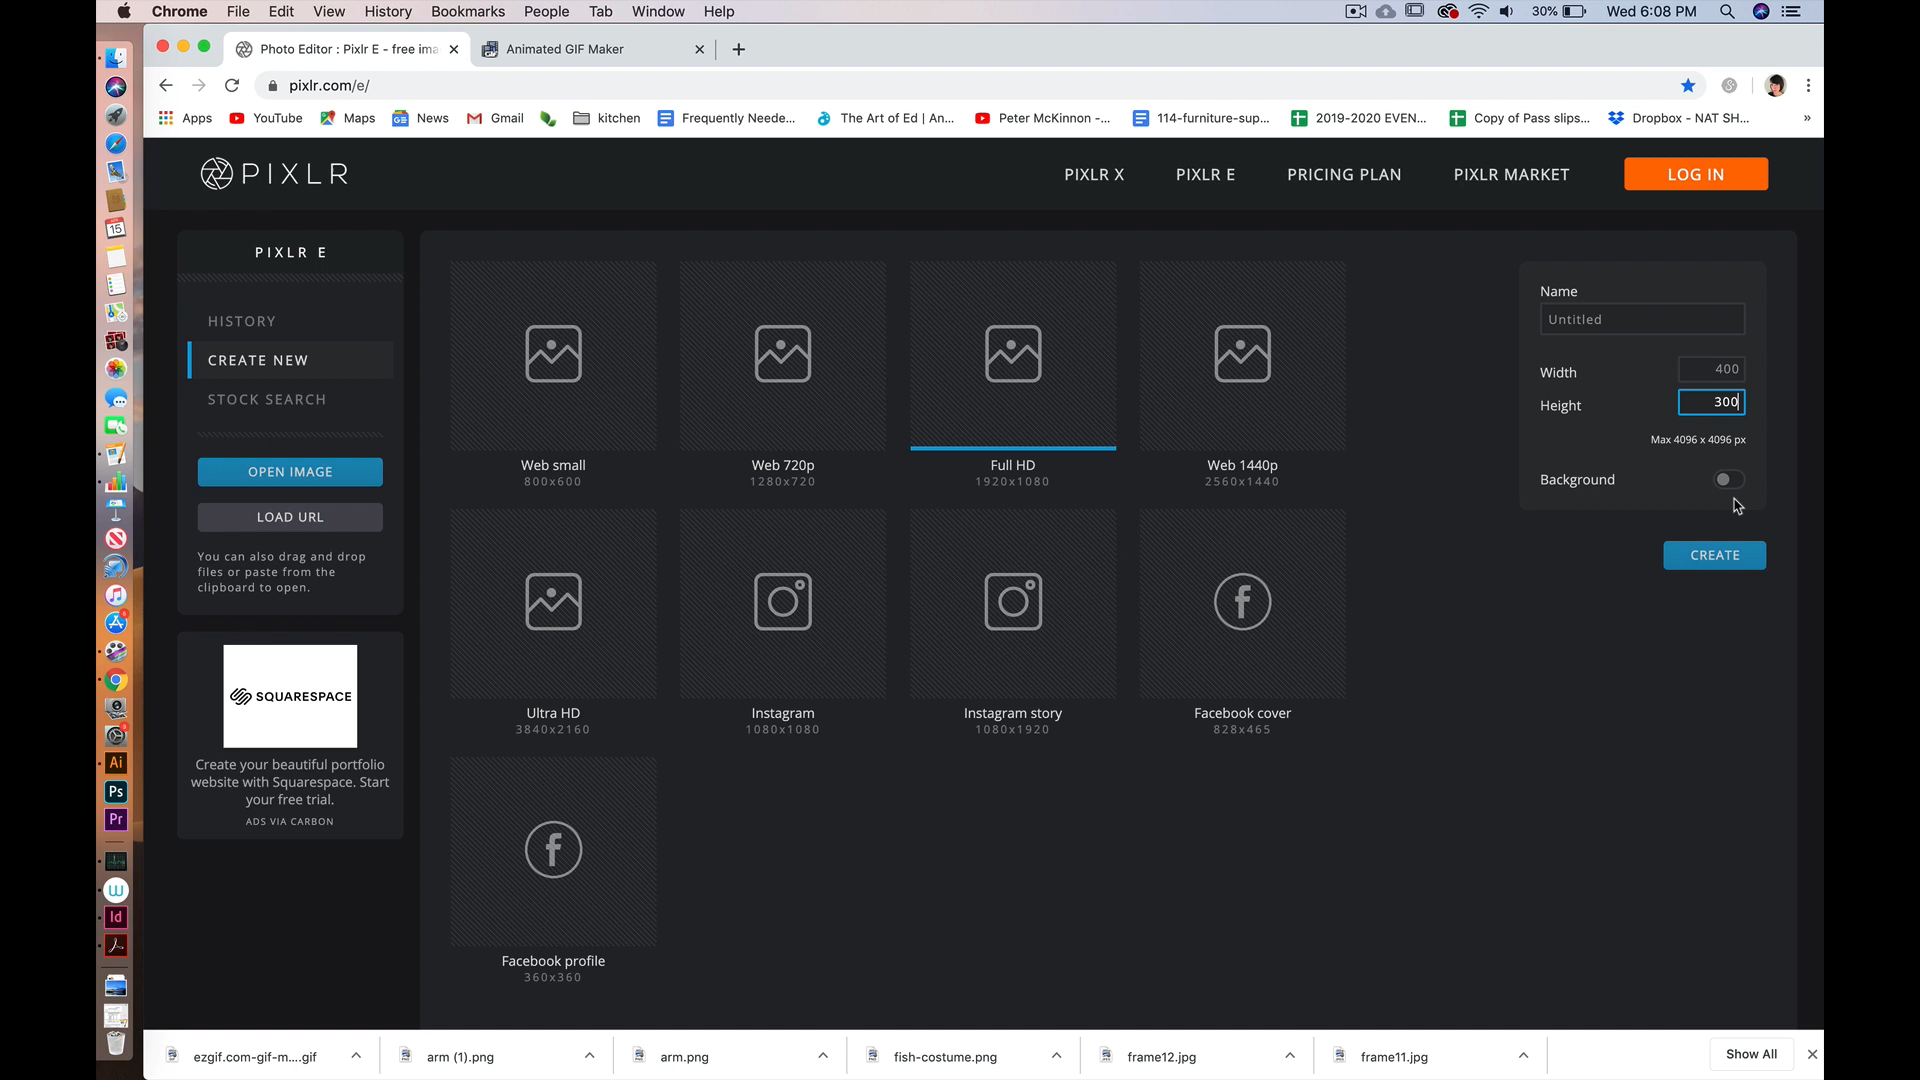 Chrome File Edit View History Bookmarks People Tab Window Help
30% Wed 6:08 PM
Photo Editor : Pixlr E - free ima
Animated GIF Maker
pixlr.com/e/
Apps YouTube Maps News Gmail kitchen Frequently Neede... The Art of Ed | An... Peter McKinnon -... 114-furniture-sup... 2019-2020 EVEN... Copy of Pass slips... Dropbox - NAT SH... »
PIXLR
PIXLR X PIXLR E PRICING PLAN PIXLR MARKET LOG IN
PIXLR E
HISTORY
CREATE NEW
STOCK SEARCH
OPEN IMAGE
LOAD URL
You can also drag and drop
files or paste from the
clipboard to open.
SQUARESPACE
Create your beautiful portfolio
website with Squarespace. Start
your free trial.
ADS VIA CARBON
Web small
800x600
Web 720p
1280x720
Full HD
1920x1080
Web 1440p
2560x1440
Ultra HD
3840x2160
Instagram
1080x1080
Instagram story
1080x1920
Facebook cover
828x465
Facebook profile
360x360
Name
Untitled
Width 400
Height 300
Max 4096 x 4096 px
Background
CREATE
15
Ai
Ps
Pr
W
Id
ezgif.com-gif-m....gif
arm (1).png
arm.png
fish-costume.png
frame12.jpg
frame11.jpg
Show All